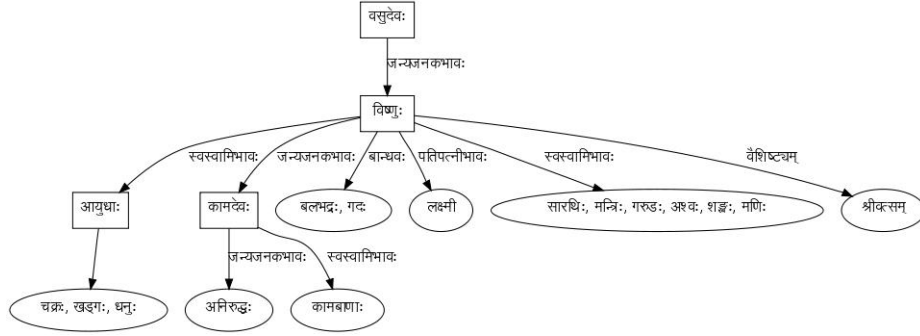 वसुदेवः
जन्यजनकभावः
विष्णुः
स्वस्वामिभावः
जन्यजनकभावः
बान्धवः
पतिपत्नीभावः
स्वस्वामिभावः
वैशिष्ट्यम्
आयुधाः
कामदेवः
बलभद्रः, गदः
लक्ष्मी
सारथिः, मन्त्रिः, गरुडः, अश्वः, शङ्खः, मणिः
श्रीवत्सम्
जन्यजनकभावः
स्वस्वामिभावः
चक्रः, खड्गः, धनुः
अनिरुद्धः
कामबाणाः